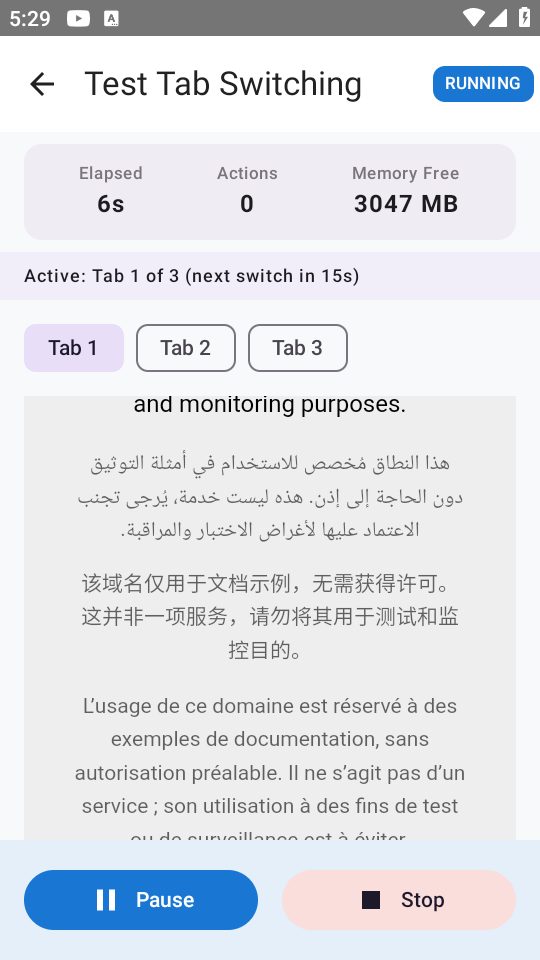 5:29
Test Tab Switching
RUNNING
Elapsed
Actions
Memory Free
6s
0
3047 MB
Active: Tab 1 of 3 (next switch in 15s)
Tab 1
Tab 2
Tab 3
and monitoring purposes.
هذا النطاق مُخصص للاستخدام في أمثلة التوثيق
دون الحاجة إلى إذن. هذه ليست خدمة، يُرجى تجنب
الاعتماد عليها لأغراض الاختبار والمراقبة.
该域名仅用于文档示例，无需获得许可。
这并非一项服务，请勿将其用于测试和监
控目的。
L’usage de ce domaine est réservé à des
exemples de documentation, sans
autorisation préalable. Il ne s’agit pas d’un
service ; son utilisation à des fins de test
ou de surveillance est à éviter.
Pause
Stop